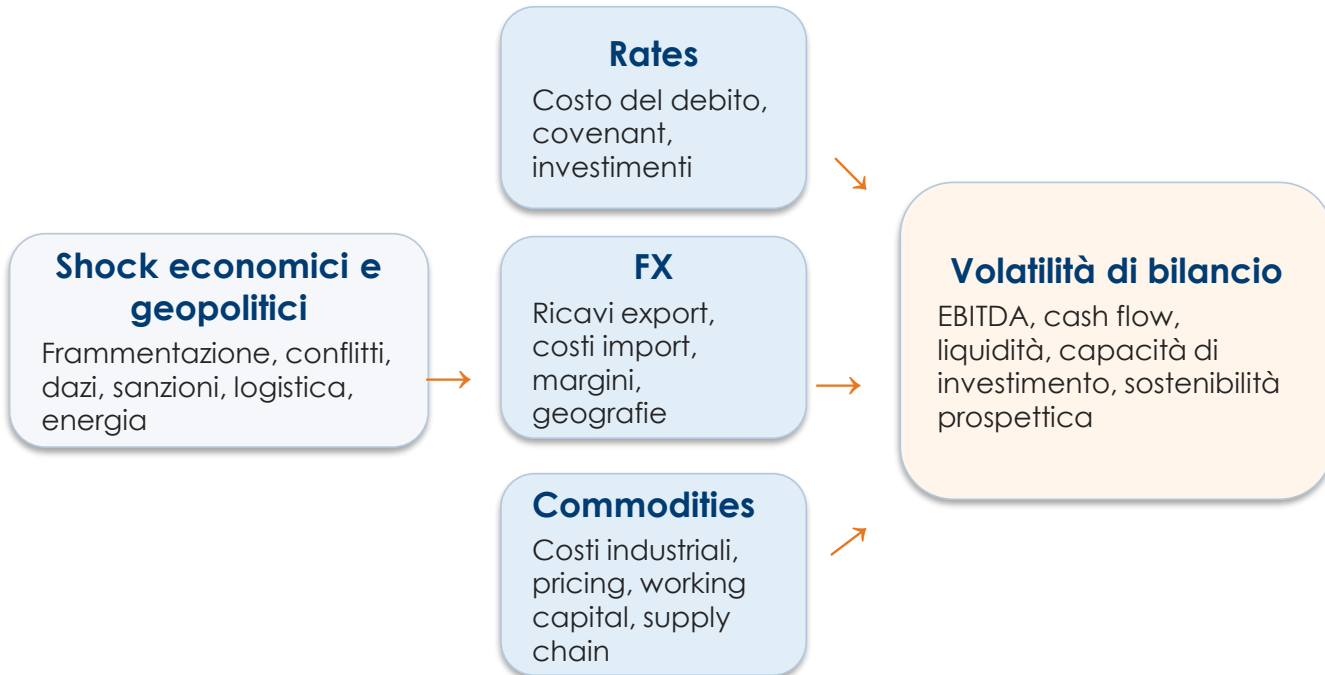 Shock economici e
geopolitici
Frammentazione, conflitti,
dazi, sanzioni, logistica,
energia
Rates
Costo del debito,
covenant,
investimenti
FX
Ricavi export,
costi import,
margini,
geografie
Commodities
Costi industriali,
pricing, working
capital, supply
chain
Volatilità di bilancio
EBITDA, cash flow,
liquidità, capacità di
investimento, sostenibilità
prospettica